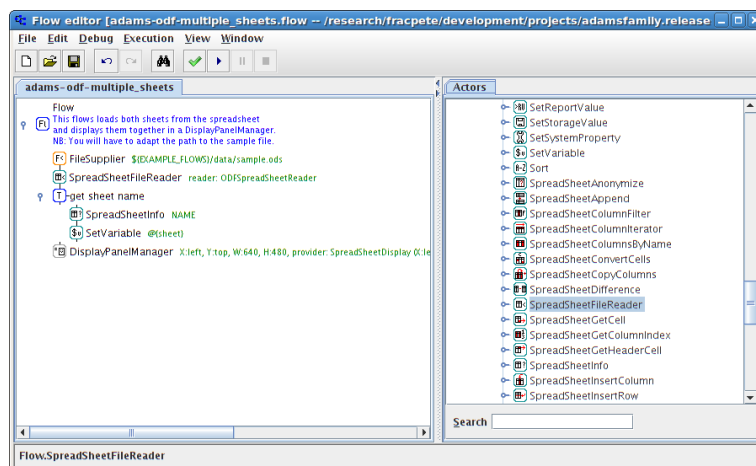 Flow editor [adams-odf-multiple_sheets.flow -- /research/fracpete/development/projects/adamsfamily.release
File Edit Debug Execution View Window
adams-odf-multiple_sheets
Flow
This flows loads both sheets from the spreadsheet
and displays them together in a DisplayPanelManager.
NB: You will have to adapt the path to the sample file.
FileSupplier ${EXAMPLE_FLOWS}/data/sample.ods
SpreadSheetFileReader reader: ODFSpreadSheetReader
get sheet name
SpreadSheetInfo NAME
SetVariable @{sheet}
DisplayPanelManager X:left, Y:top, W:640, H:480, provider: SpreadSheetDisplay (X:le
Actors
SetReportValue
SetStorageValue
SetSystemProperty
SetVariable
Sort
SpreadSheetAnonymize
SpreadSheetAppend
SpreadSheetColumnFilter
SpreadSheetColumnIterator
SpreadSheetColumnsByName
SpreadSheetConvertCells
SpreadSheetCopyColumns
SpreadSheetDifference
SpreadSheetFileReader
SpreadSheetGetCell
SpreadSheetGetColumnIndex
SpreadSheetGetHeaderCell
SpreadSheetInfo
SpreadSheetInsertColumn
SpreadSheetInsertRow
Search
Flow.SpreadSheetFileReader